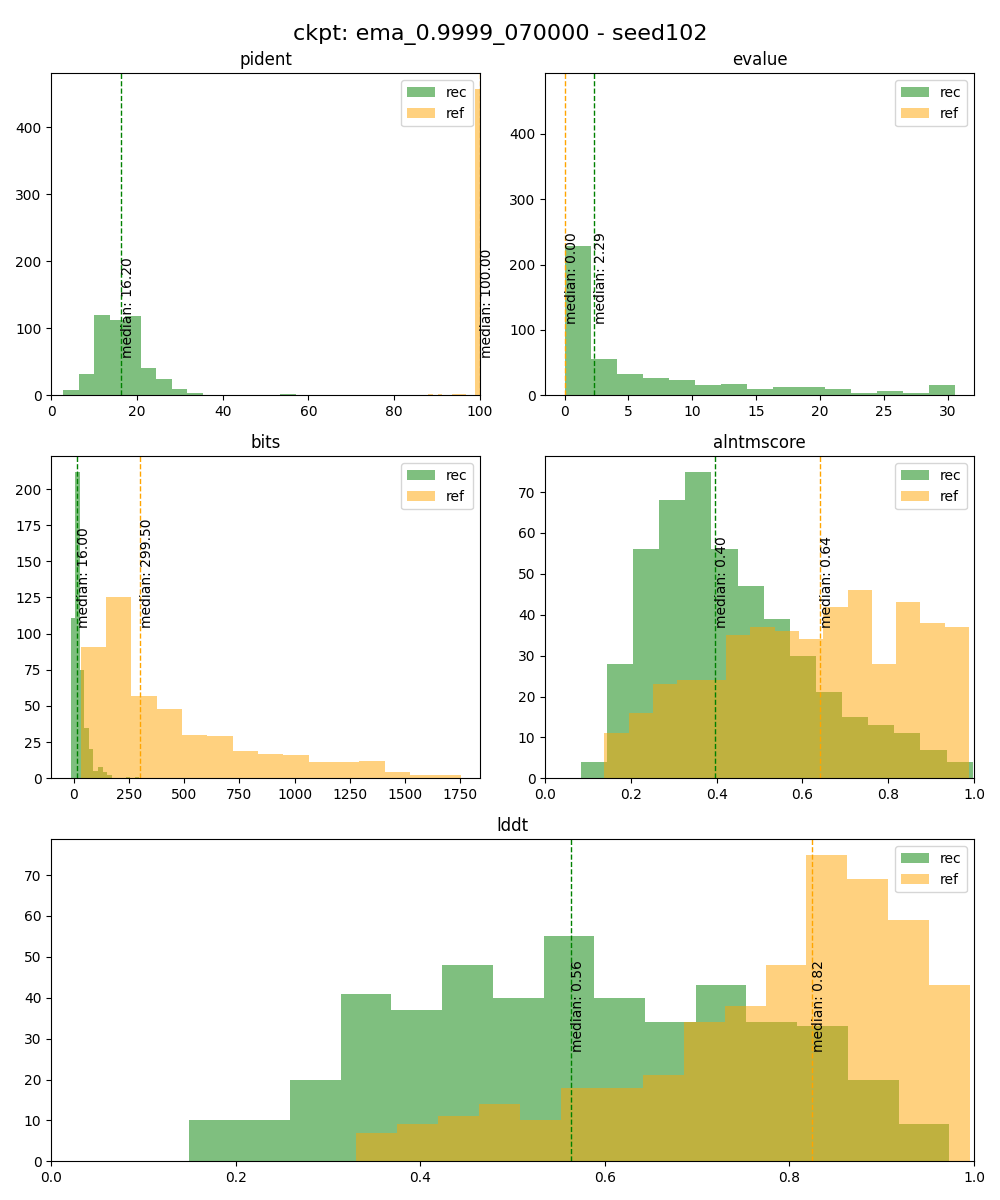 ckpt: ema_0.9999_070000 - seed102
pident
evalue
rec
ref
rec
ref
400
300
200
100
0
median: 16.20
median: 100.00
0
20
40
60
80
100
400
300
200
100
0
median: 0.00
median: 2.29
0
5
10
15
20
25
30
bits
alntmscore
rec
ref
rec
ref
200
175
150
125
100
75
50
25
0
median: 16.00
median: 299.50
0
250
500
750
1000
1250
1500
1750
70
60
50
40
30
20
10
0
median: 0.40
median: 0.64
0.0
0.2
0.4
0.6
0.8
1.0
lddt
rec
ref
70
60
50
40
30
20
10
0
median: 0.56
median: 0.82
0.0
0.2
0.4
0.6
0.8
1.0